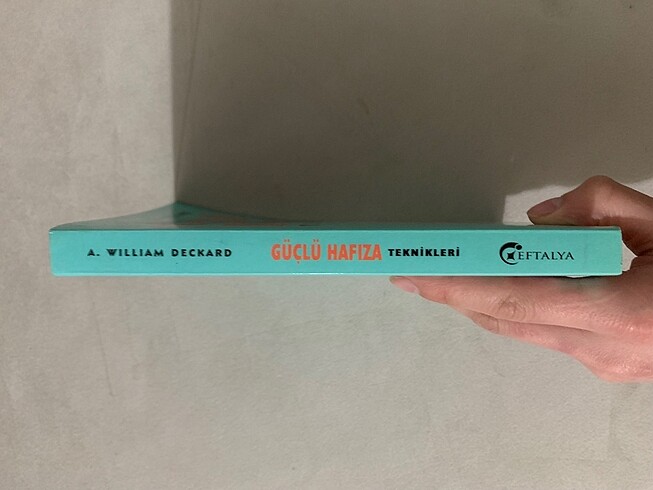 A. WILLIAM DECKARD GÜÇLÜ HAFIZA TEKNİKLERİ EFTALYA